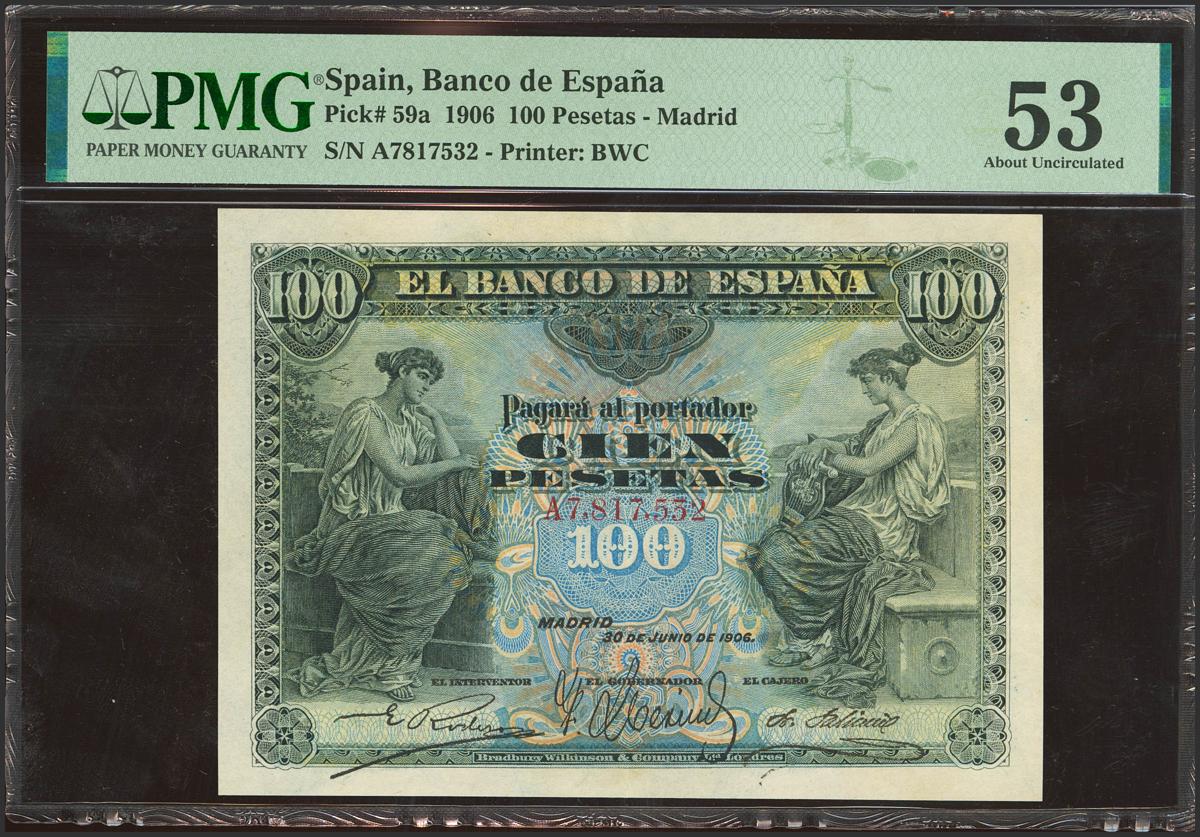 PMG® Spain, Banco de España
Pick# 59a 1906 100 Pesetas - Madrid
PAPER MONEY GUARANTY
S/N A7817532 - Printer: BWC
53
About Uncirculated
100 EL BANCO DE ESPAÑA 100
Pagará al portador
CIEN
PESETAS
A7.817.532
100
MADRID
30 DE JUNIO DE 1906.
EL INTERVENTOR EL GOBERNADOR EL CAJERO
Bradbury Wilkinson & Company Ld. Londres